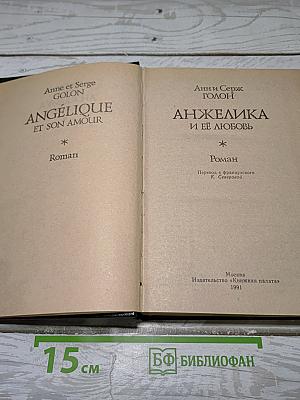 Anne et Serge
GOLON
ANGÉLIQUE
ET SON AMOUR
*
Roman
Анн и Серж
ГОЛОН
АНЖЕЛИКА
И ЕЁ ЛЮБОВЬ
*
Роман
Перевод с французского
К. Северовой
Москва
Издательство «Книжная палата»
1991
15 см
БФ БИБЛИОФАН